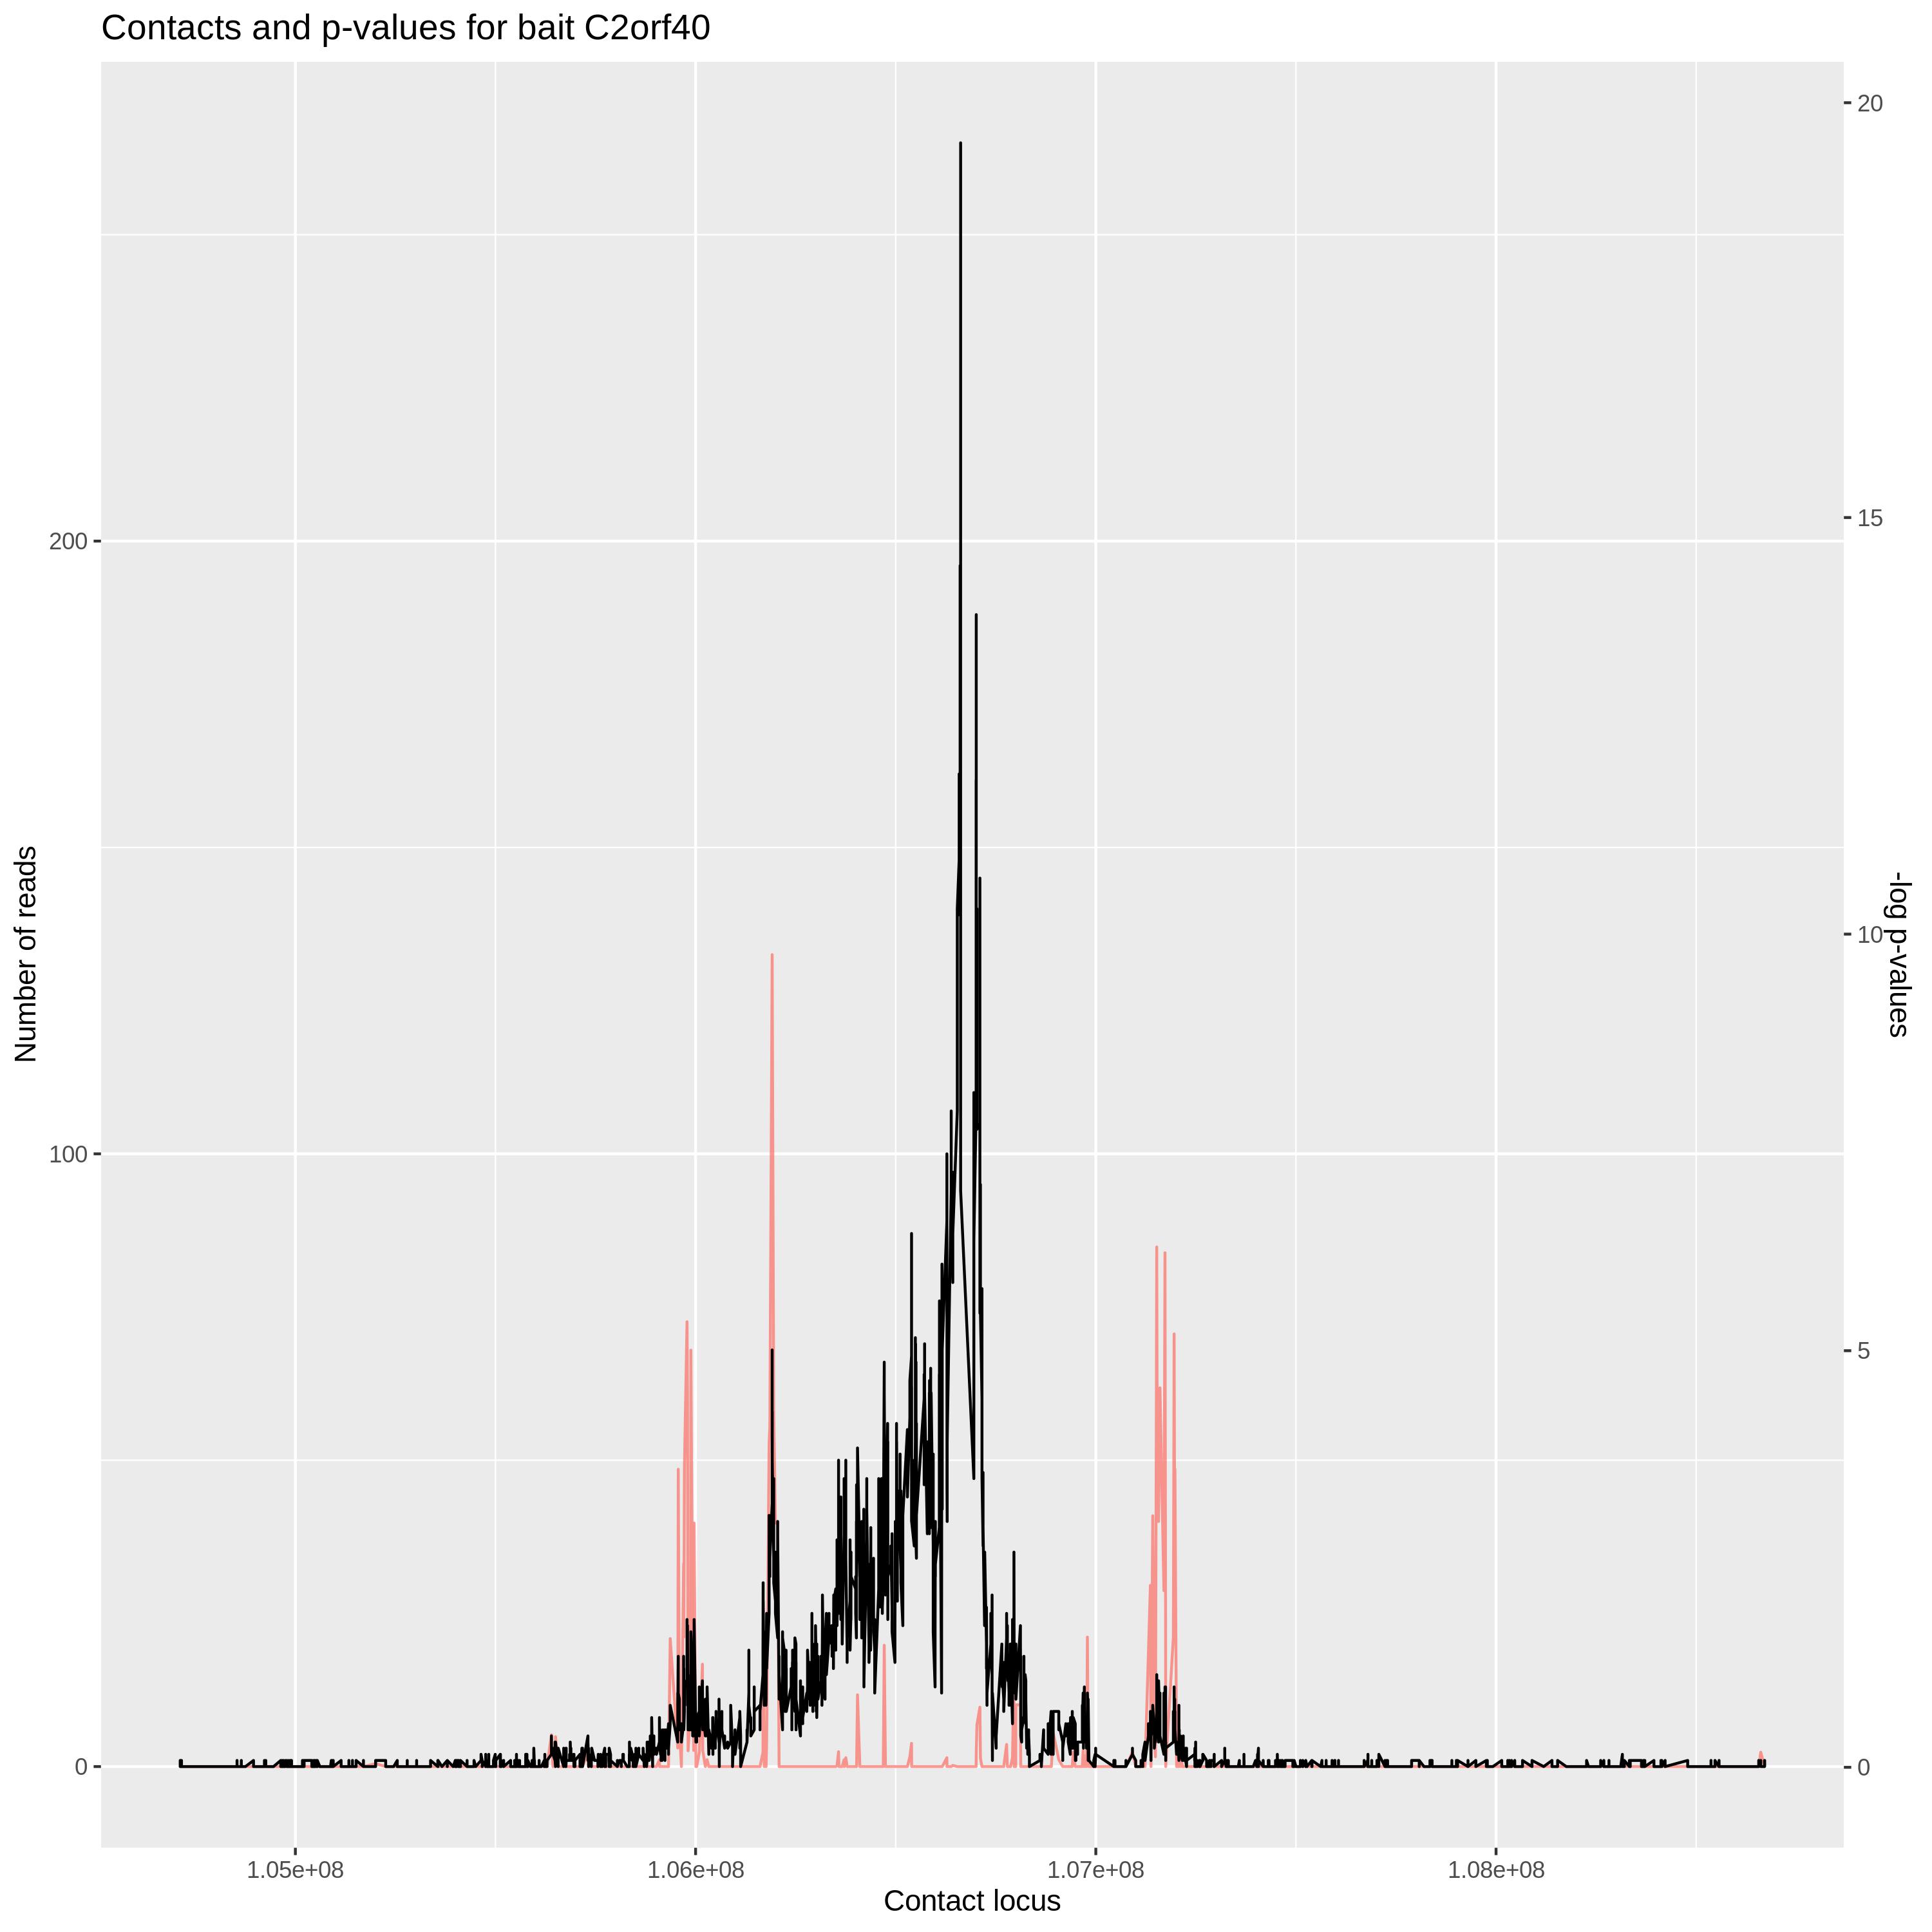 Contacts and p-values for bait C2orf40
20
15
10
5
0
200
100
0
Number of reads
-log p-values
1.05e+08
1.06e+08
1.07e+08
1.08e+08
Contact locus